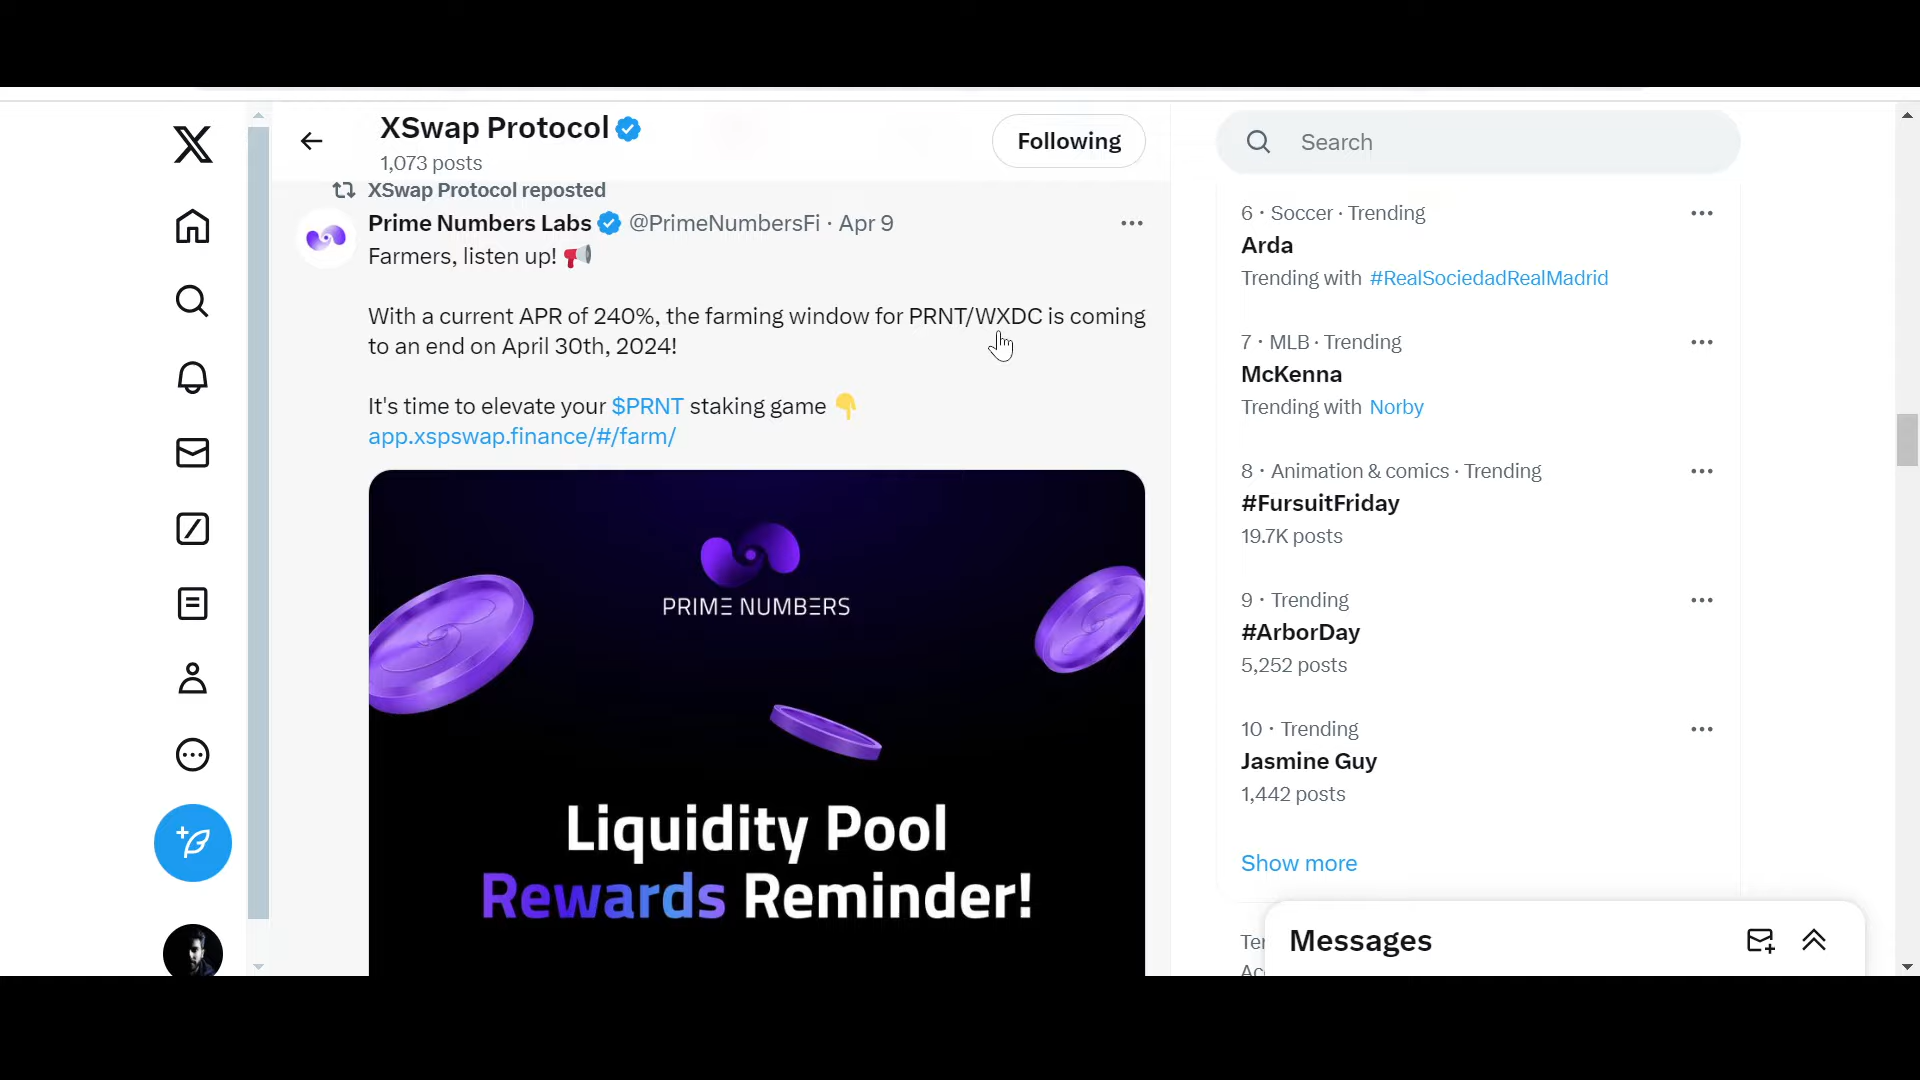 XSwap Protocol
1,073 posts
Following
XSwap Protocol reposted
Prime Numbers Labs @PrimeNumbersFi · Apr 9
Farmers, listen up!
With a current APR of 240%, the farming window for PRNT/WXDC is coming
to an end on April 30th, 2024!
It's time to elevate your $PRNT staking game
app.xspswap.finance/#/farm/
PRIME NUMBERS
Liquidity Pool
Rewards Reminder!
Search
6 · Soccer · Trending
Arda
Trending with #RealSociedadRealMadrid
7 · MLB · Trending
McKenna
Trending with Norby
8 · Animation & comics · Trending
#FursuitFriday
19.7K posts
9 · Trending
#ArborDay
5,252 posts
10 · Trending
Jasmine Guy
1,442 posts
Show more
Messages